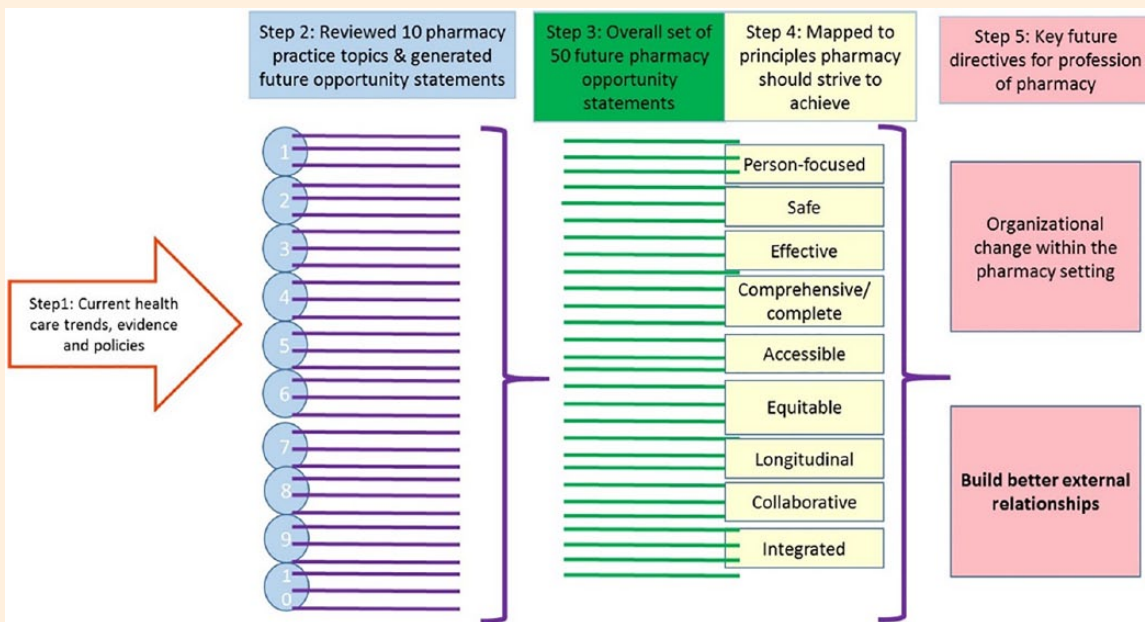 Step 2: Reviewed 10 pharmacy
practice topics & generated
future opportunity statements
Step 3: Overall set of
50 future pharmacy
opportunity
statements
Step 4: Mapped to
principles pharmacy
should strive to
achieve
Step 5: Key future
directives for profession
of pharmacy
Step1: Current health
care trends, evidence
and policies
1
2
3
4
5
6
7
8
9
1
0
Person-focused
Safe
Effective
Comprehensive/
complete
Accessible
Equitable
Longitudinal
Collaborative
Integrated
Organizational
change within the
pharmacy setting
Build better external
relationships